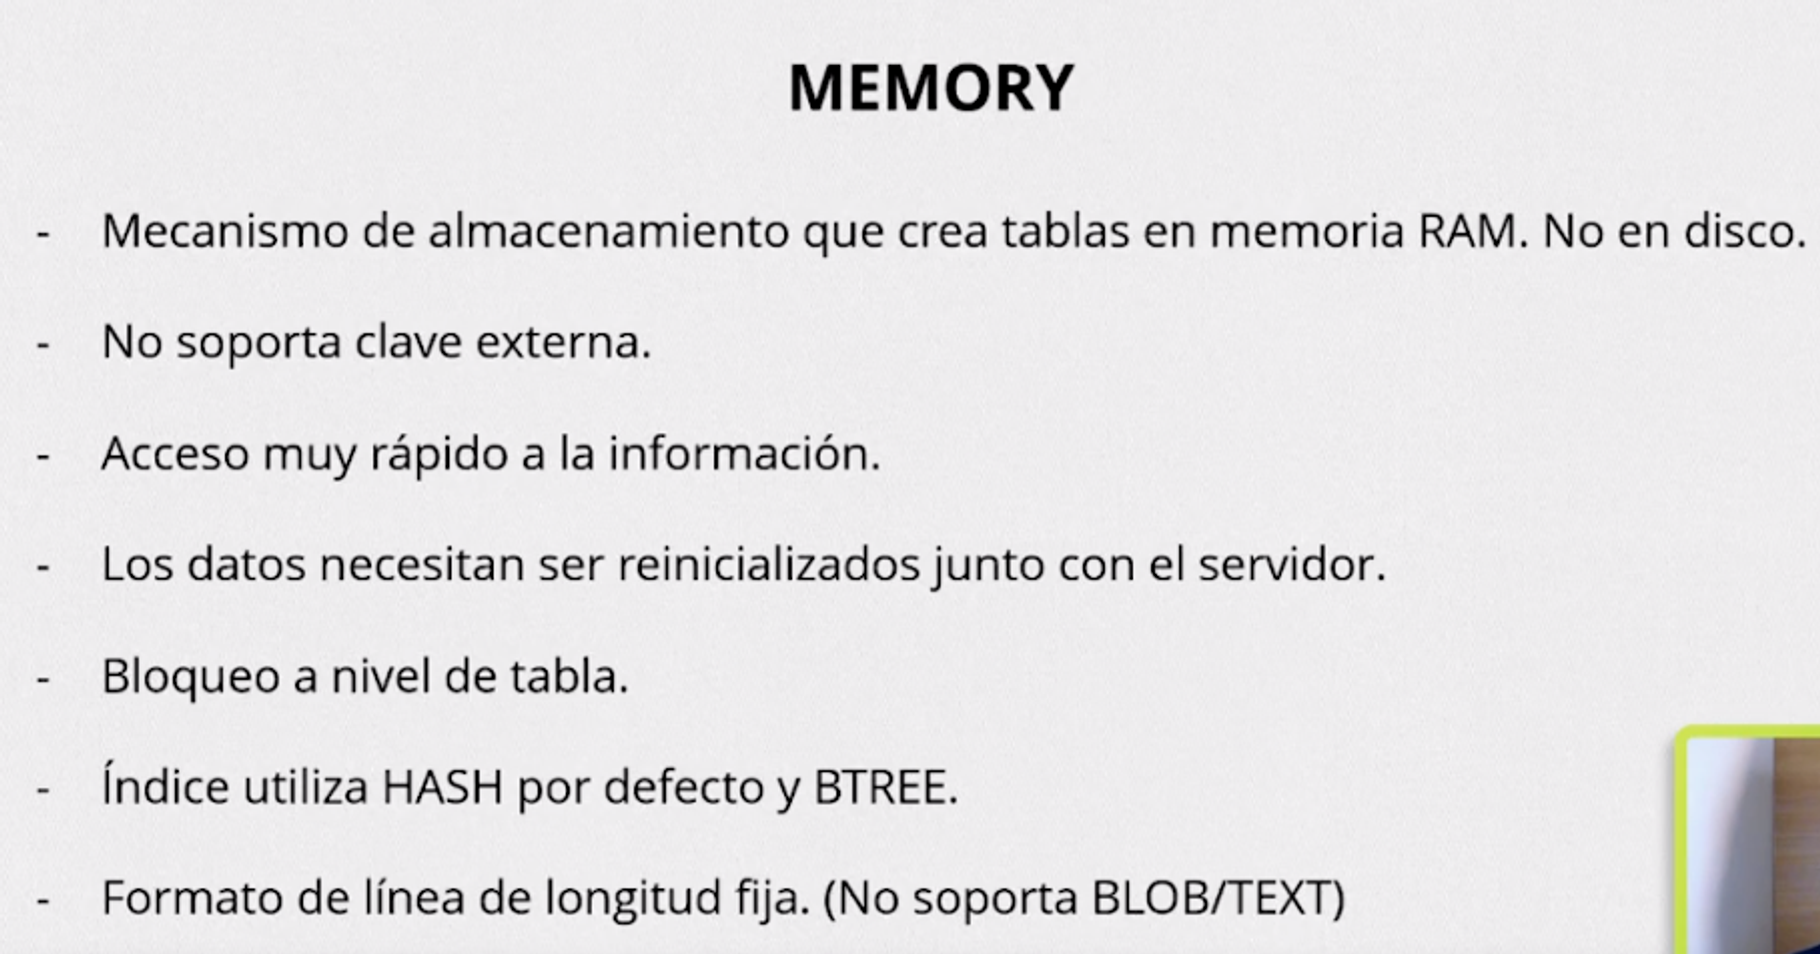 MEMORY
- Mecanismo de almacenamiento que crea tablas en memoria RAM. No en disco.
- No soporta clave externa.
- Acceso muy rápido a la información.
- Los datos necesitan ser reinicializados junto con el servidor.
- Bloqueo a nivel de tabla.
- Índice utiliza HASH por defecto y BTREE.
- Formato de línea de longitud fija. (No soporta BLOB/TEXT)